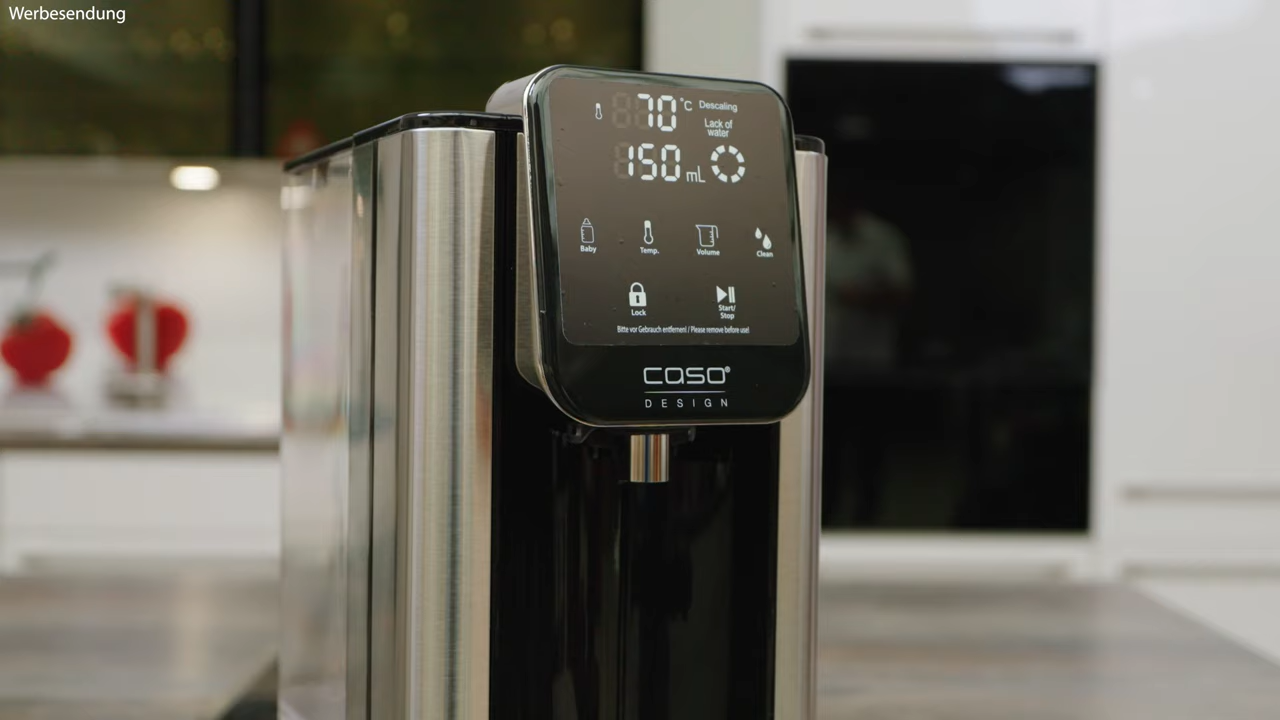 Werbesendung
70°C Descaling
Lack of
water
150 mL
Baby
Temp.
Volume
Clean
Lock
Start/
Stop
Bitte vor Gebrauch entfernen! / Please remove before use!
caso®
DESIGN